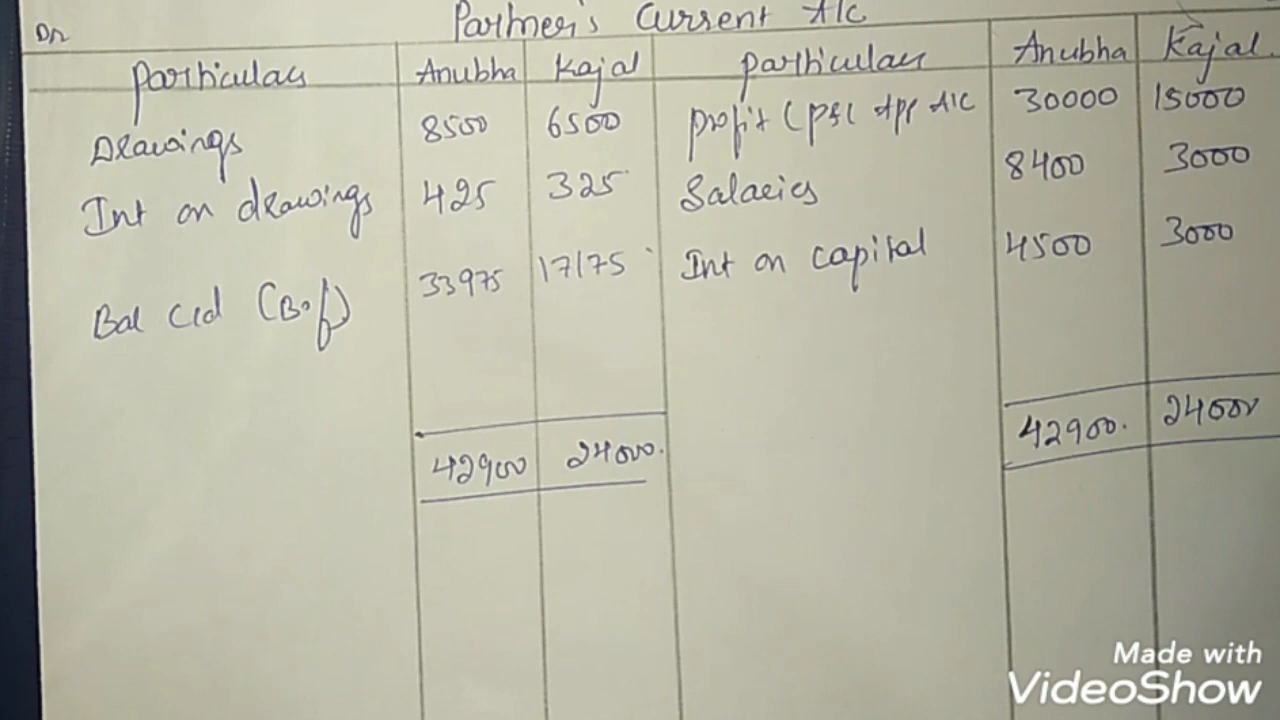 Dr
Partner's Current A/c
Particulars Anubha Kajal Particulars Anubha Kajal
Drawings 8500 6500 Profit (P&L App A/C 30000 15000
Int on drawings 425 325 Salaries 8400 3000
Bal c/d (B.f) 33975 17175 Int on capital 4500 3000
42900 24000 42900 24000
Made with
VideoShow